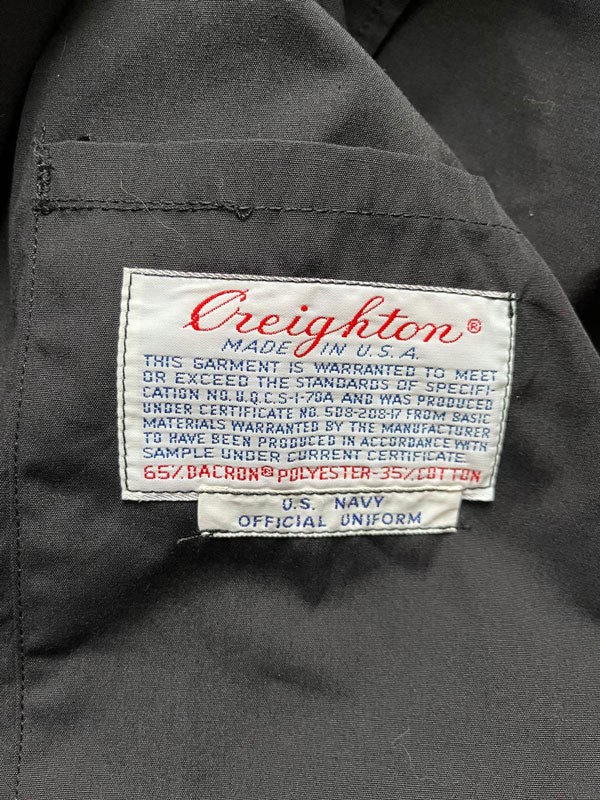 Creighton®
MADE IN U.S.A.
THIS GARMENT IS WARRANTED TO MEET
OR EXCEED THE STANDARDS OF SPECIFI-
CATION NO. U.Q.C.S-1-78A AND WAS PRODUCED
UNDER CERTIFICATE NO. 508-208-17 FROM BASIC
MATERIALS WARRANTED BY THE MANUFACTURER
TO HAVE BEEN PRODUCED IN ACCORDANCE WITH
SAMPLE UNDER CURRENT CERTIFICATE.
65% DACRON® POLYESTER-35% COTTON
U.S. NAVY
OFFICIAL UNIFORM